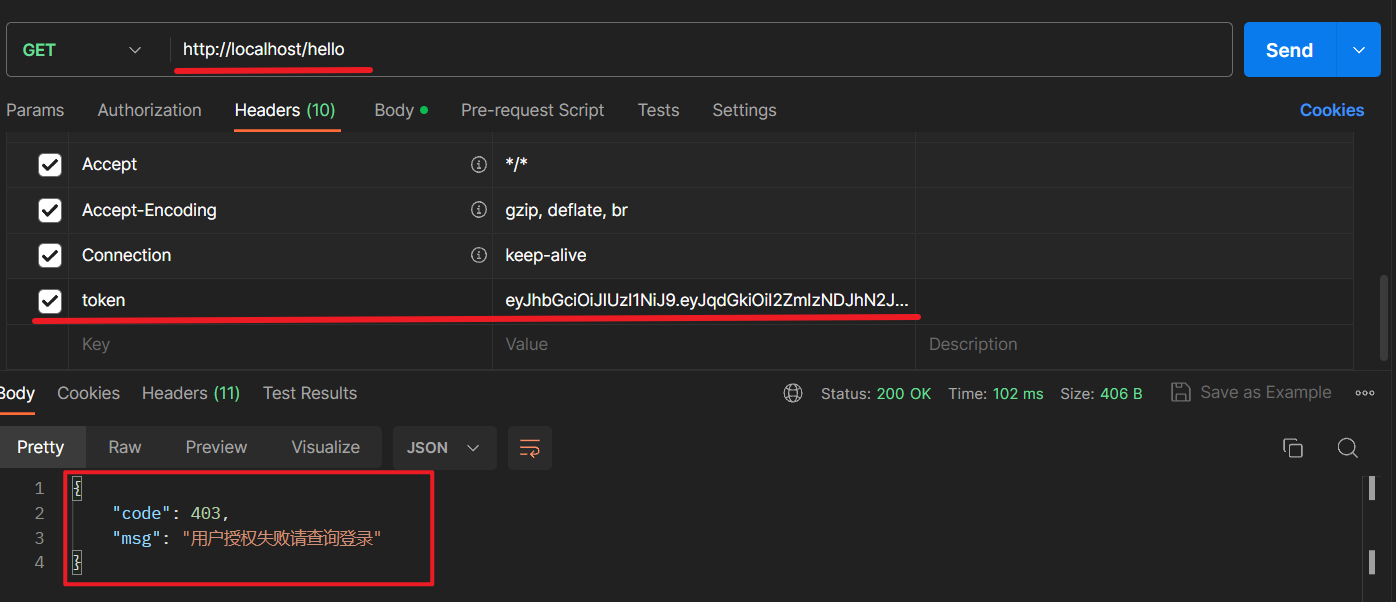 GET http://localhost/hello Send
Params Authorization Headers (10) Body Pre-request Script Tests Settings Cookies
Accept */*
Accept-Encoding gzip, deflate, br
Connection keep-alive
token eyJhbGciOiJIUzI1NiJ9.eyJqdGkiOiI2ZmIzNDJhN2J...
Key Value Description
Body Cookies Headers (11) Test Results Status: 200 OK Time: 102 ms Size: 406 B Save as Example
Pretty Raw Preview Visualize JSON
1 {
2 "code": 403,
3 "msg": "用户授权失败请查询登录"
4 }